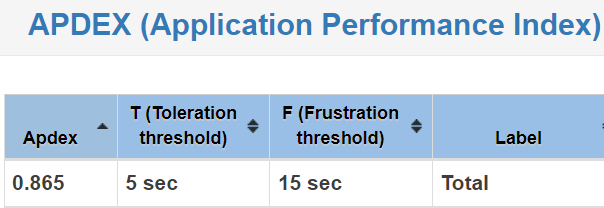 APDEX (Application Performance Index)
Apdex T (Toleration threshold) F (Frustration threshold) Label
0.865 5 sec 15 sec Total